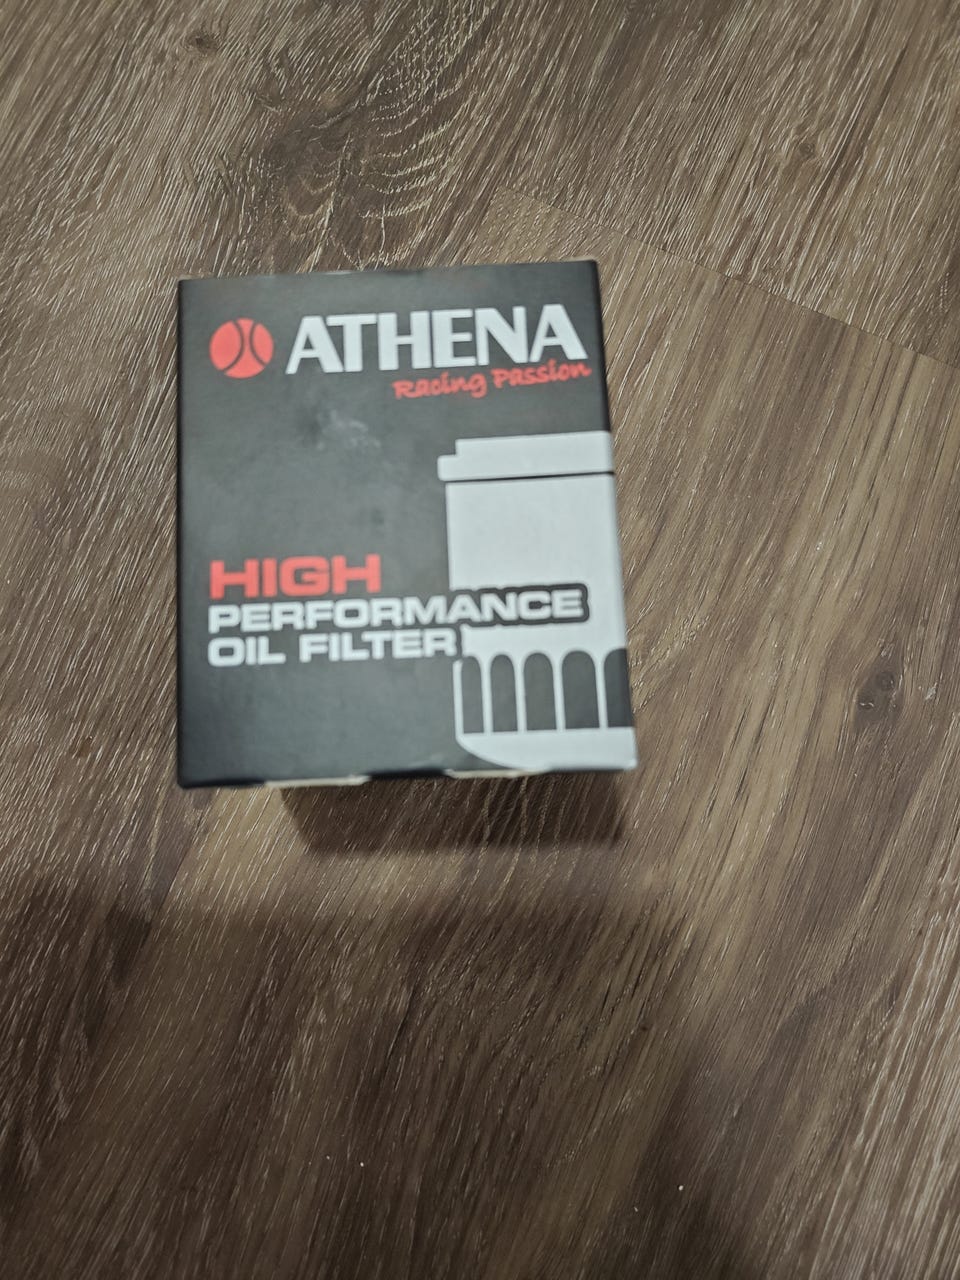 ATHENA
Racing Passion
HIGH
PERFORMANCE
OIL FILTER